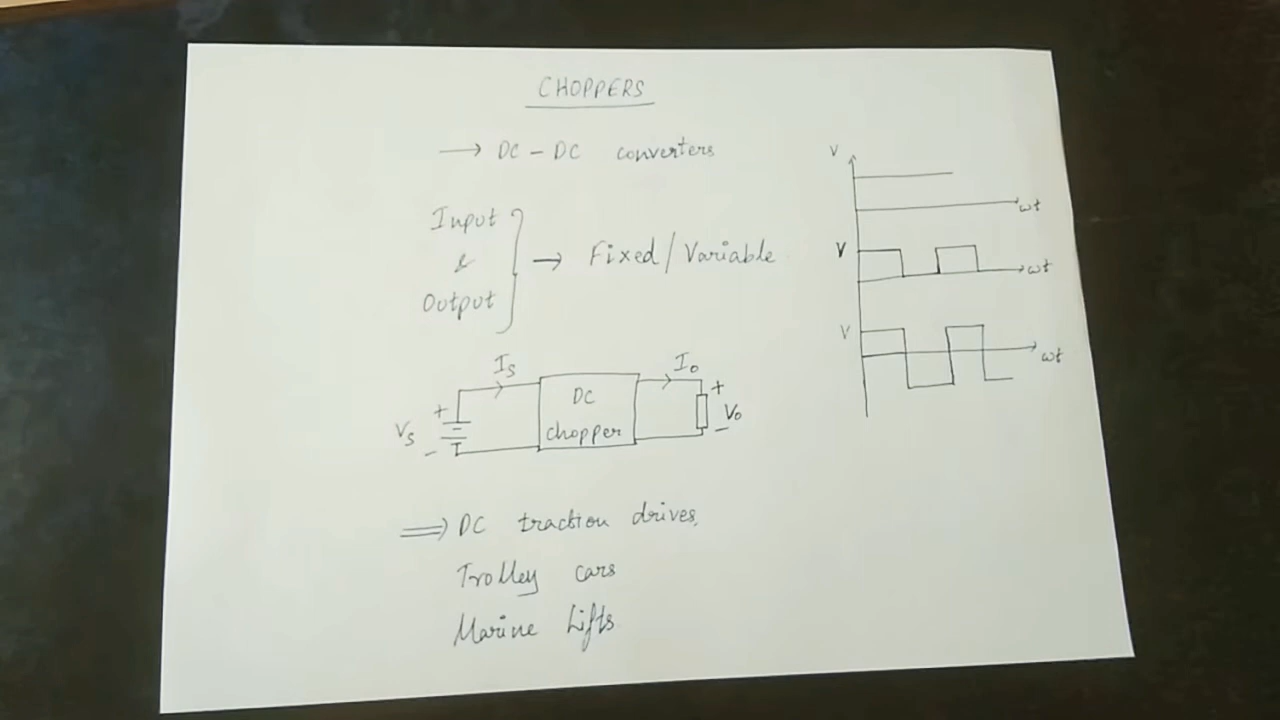 CHOPPERS
→ DC - DC converters
Input
&
Output
→ Fixed / Variable
Is
Io
+
Vs
-
DC
chopper
+
Vo
-
⇒ DC traction drives,
Trolley cars
Marine Lifts
V
ωt
V
ωt
V
ωt